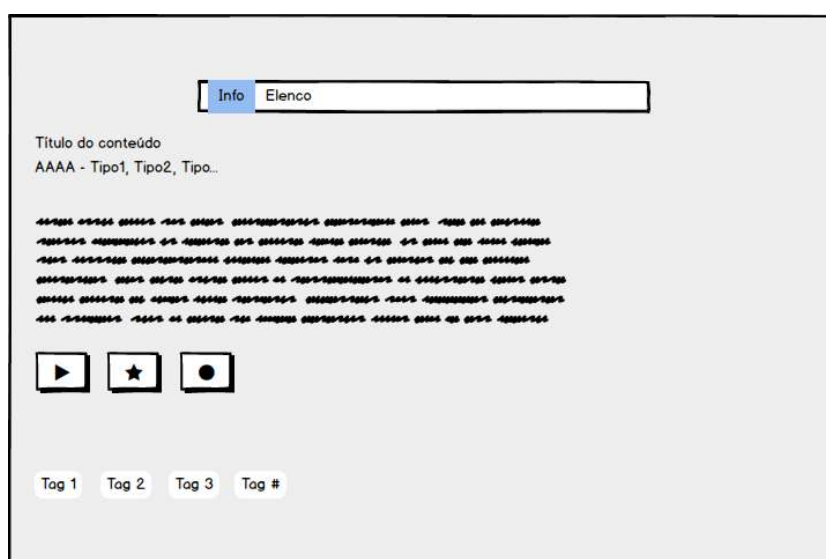 Info Elenco
Título do conteúdo
AAAA - Tipo1, Tipo2, Tipo...
Tag 1 Tag 2 Tag 3 Tag #